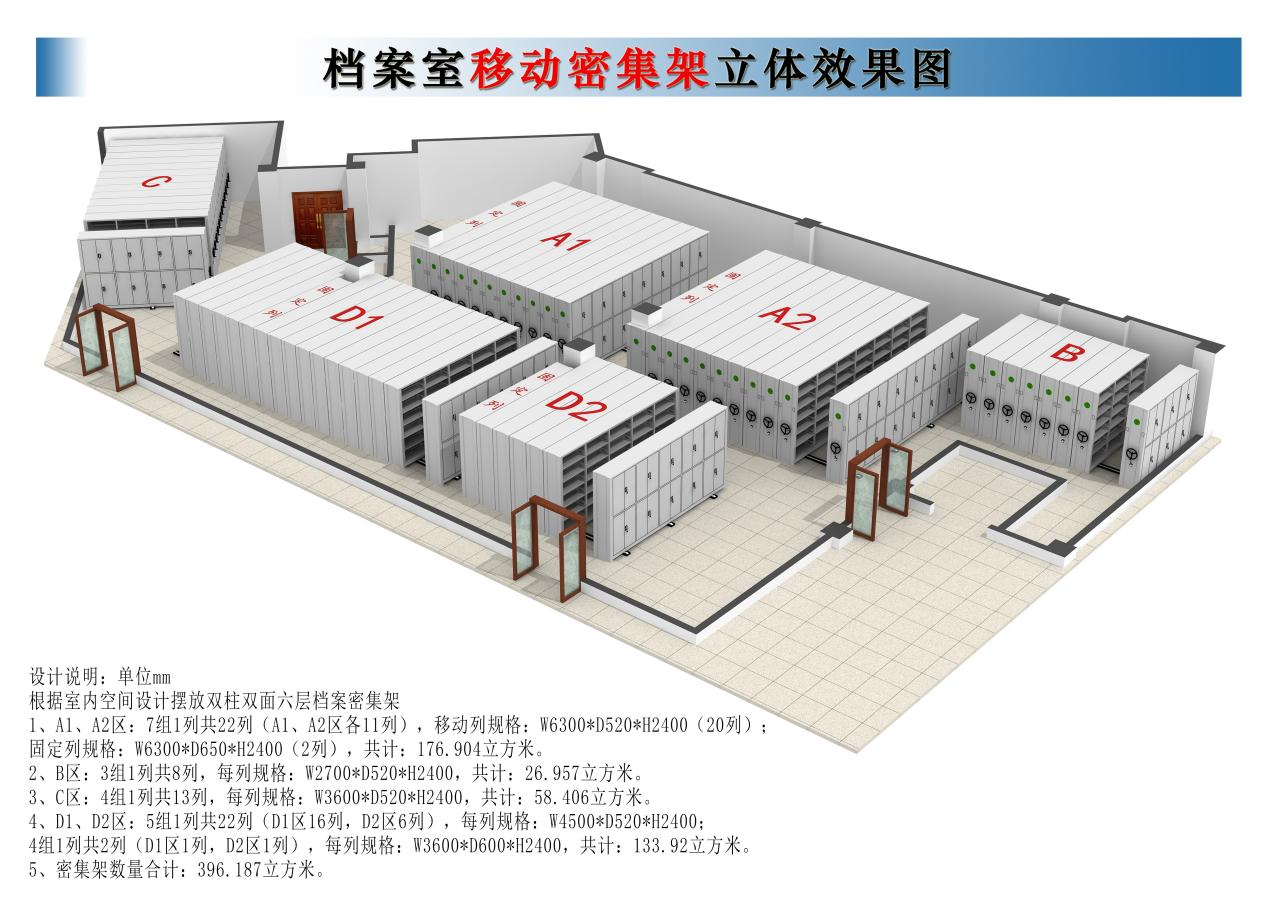 档案室移动密集架立体效果图
C
固定列
A1
固定列
A2
B
固定列
D1
固定列
D2
设计说明：单位mm
根据室内空间设计摆放双柱双面六层档案密集架
1、A1、A2区：7组1列共22列（A1、A2区各11列），移动列规格：W6300*D520*H2400（20列）；
固定列规格：W6300*D650*H2400（2列），共计：176.904立方米。
2、B区：3组1列共8列，每列规格：W2700*D520*H2400，共计：26.957立方米。
3、C区：4组1列共13列，每列规格：W3600*D520*H2400，共计：58.406立方米。
4、D1、D2区：5组1列共22列（D1区16列，D2区6列），每列规格：W4500*D520*H2400；
4组1列共2列（D1区1列，D2区1列），每列规格：W3600*D600*H2400，共计：133.92立方米。
5、密集架数量合计：396.187立方米。